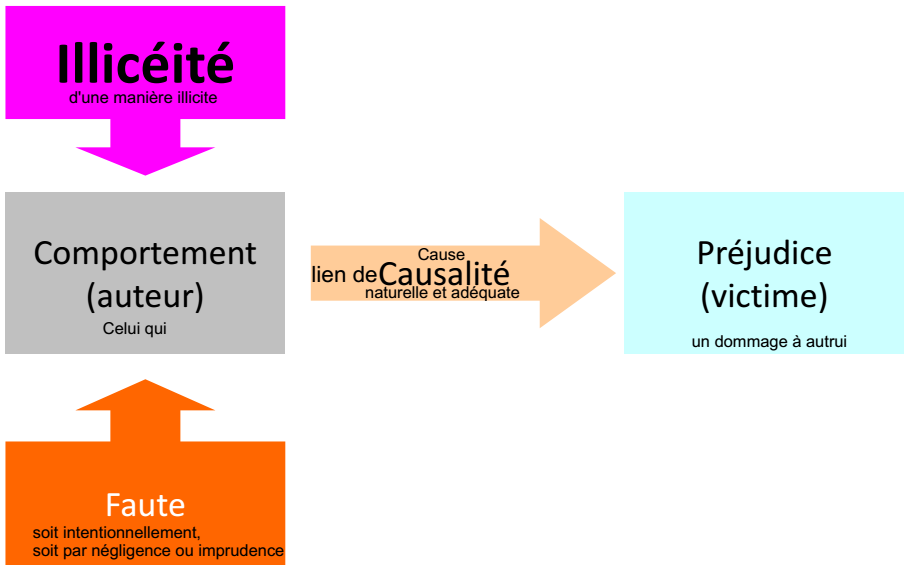 Illicéité
d'une manière illicite
Comportement
(auteur)
Celui qui
Cause
lien de Causalité
naturelle et adéquate
Préjudice
(victime)
un dommage à autrui
Faute
soit intentionnellement,
soit par négligence ou imprudence